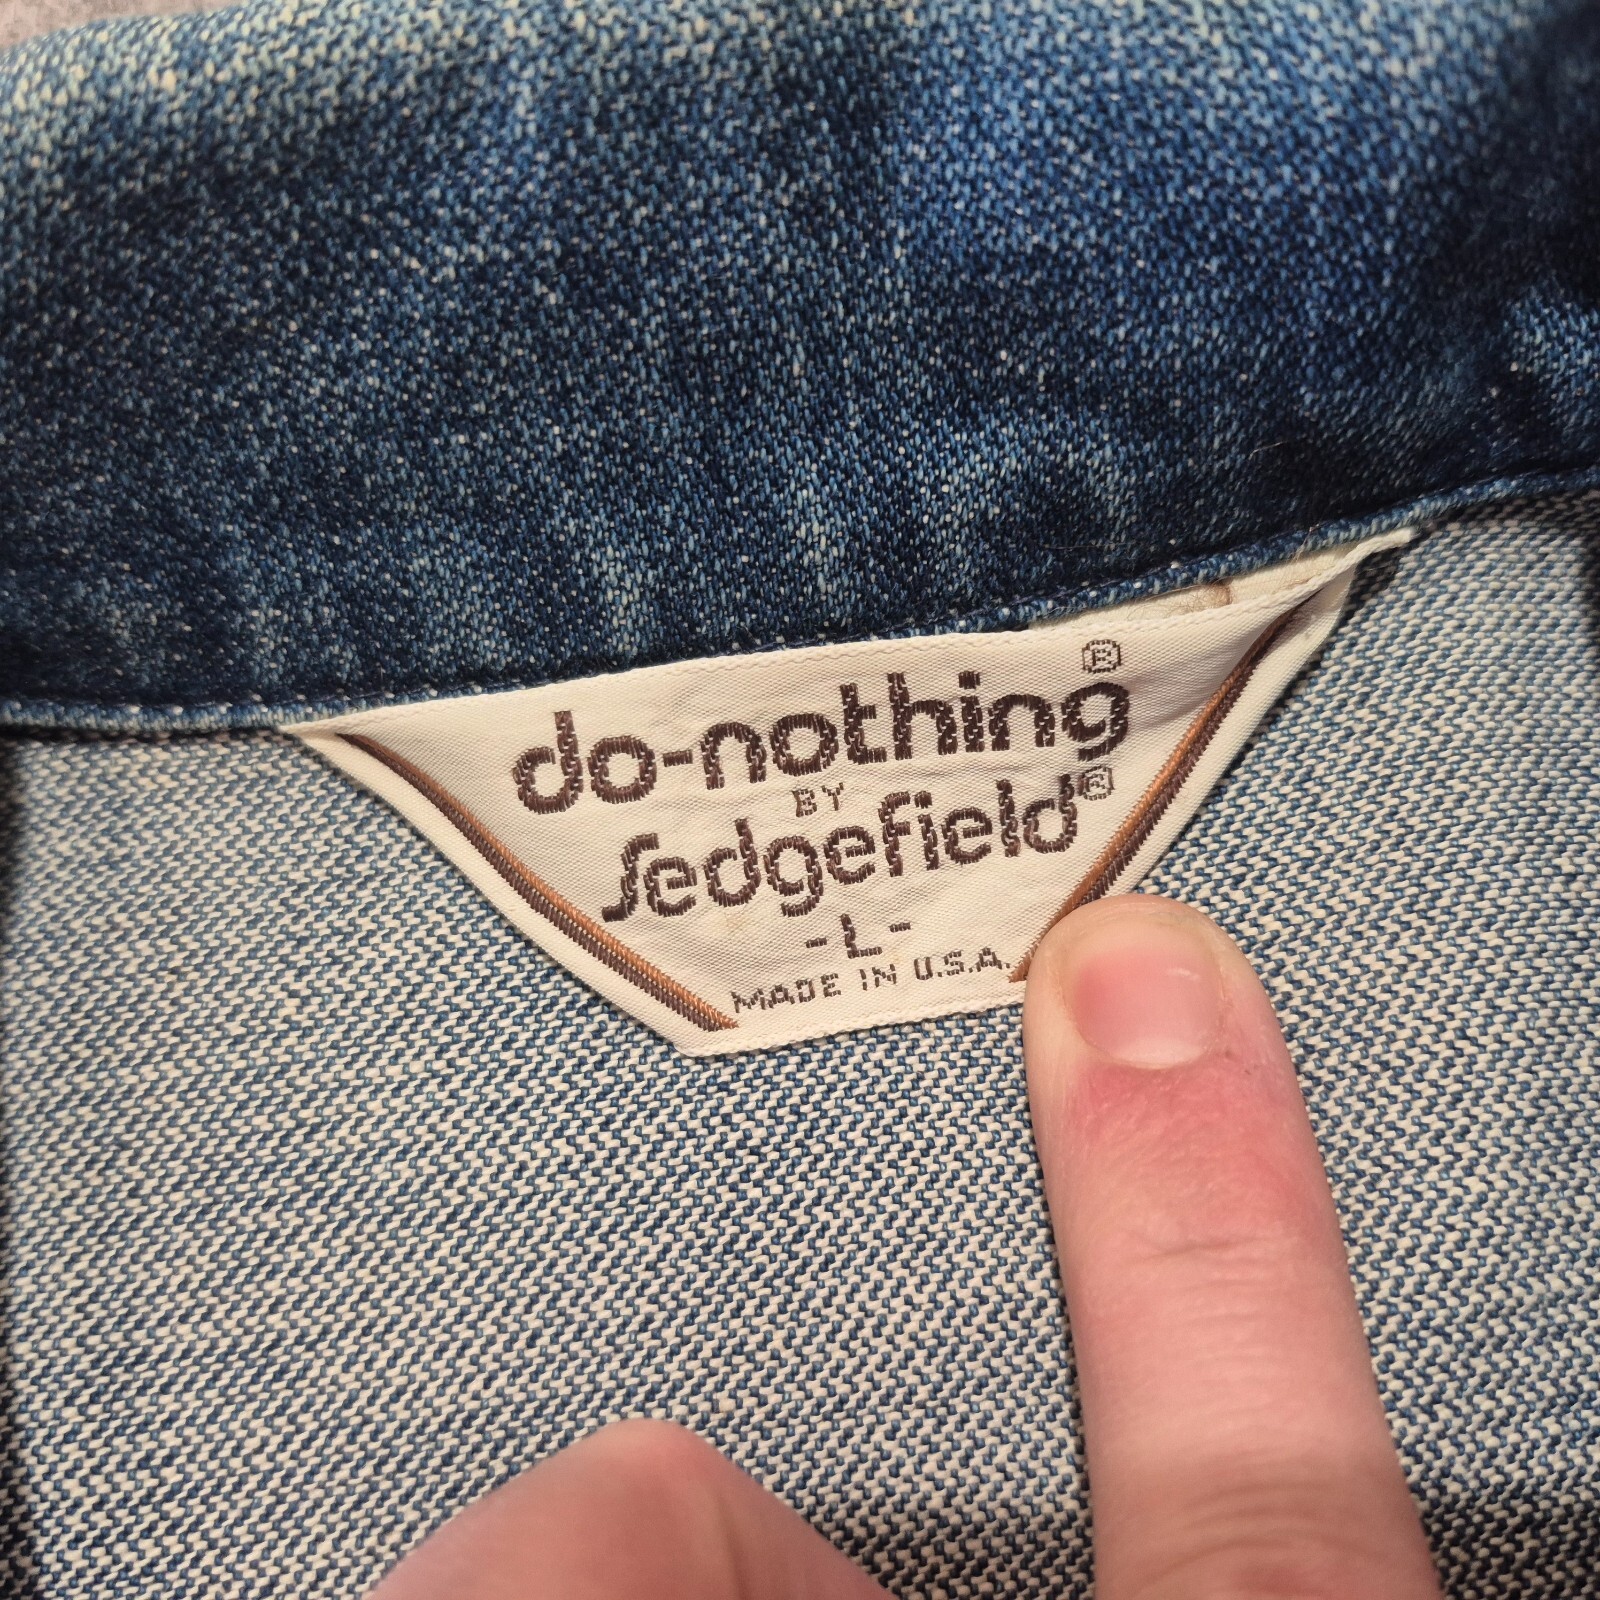 do-nothing®
BY
Sedgefield®
-L-
MADE IN U.S.A.